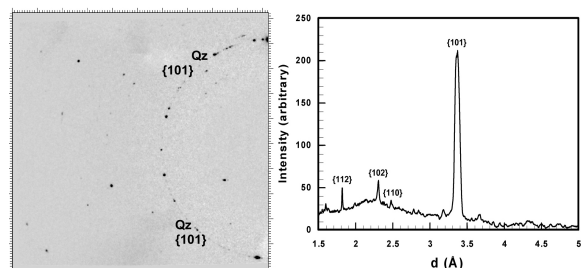 Qz
{101}
Qz
{101}
Intensity (arbitrary)
250
200
150
100
50
0
{101}
{112}
{102}
{110}
1.5 2 2.5 3 3.5 4 4.5 5
d (Å)